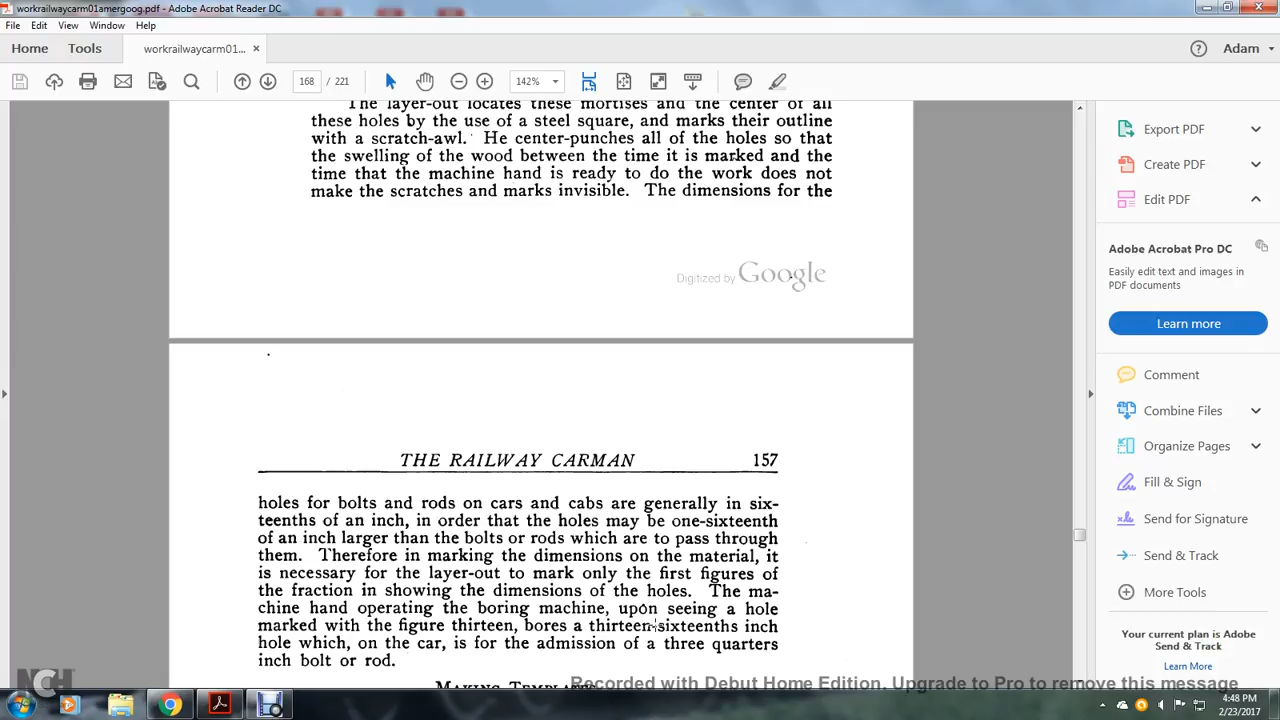 workrailwaycarm01amergoog.pdf - Adobe Acrobat Reader DC
File Edit View Window Help
Home Tools workrailwaycarm01... × Adam
168 / 221 142%
The layer-out locates these mortises and the center of all
these holes by the use of a steel square, and marks their outline
with a scratch-awl. He center-punches all of the holes so that
the swelling of the wood between the time it is marked and the
time that the machine hand is ready to do the work does not
make the scratches and marks invisible. The dimensions for the
Digitized by Google
THE RAILWAY CARMAN 157
holes for bolts and rods on cars and cabs are generally in six-
teenths of an inch, in order that the holes may be one-sixteenth
of an inch larger than the bolts or rods which are to pass through
them. Therefore in marking the dimensions on the material, it
is necessary for the layer-out to mark only the first figures of
the fraction in showing the dimensions of the holes. The ma-
chine hand operating the boring machine, upon seeing a hole
marked with the figure thirteen, bores a thirteen-sixteenths inch
hole which, on the car, is for the admission of a three quarters
inch bolt or rod.
MAKING TEMPLATES
Export PDF
Create PDF
Edit PDF
Adobe Acrobat Pro DC
Easily edit text and images in
PDF documents
Learn more
Comment
Combine Files
Organize Pages
Fill & Sign
Send for Signature
Send & Track
More Tools
Your current plan is Adobe
Send & Track
Learn More
NCH
Recorded with Debut Home Edition. Upgrade to Pro to remove this message
4:48 PM
2/23/2017